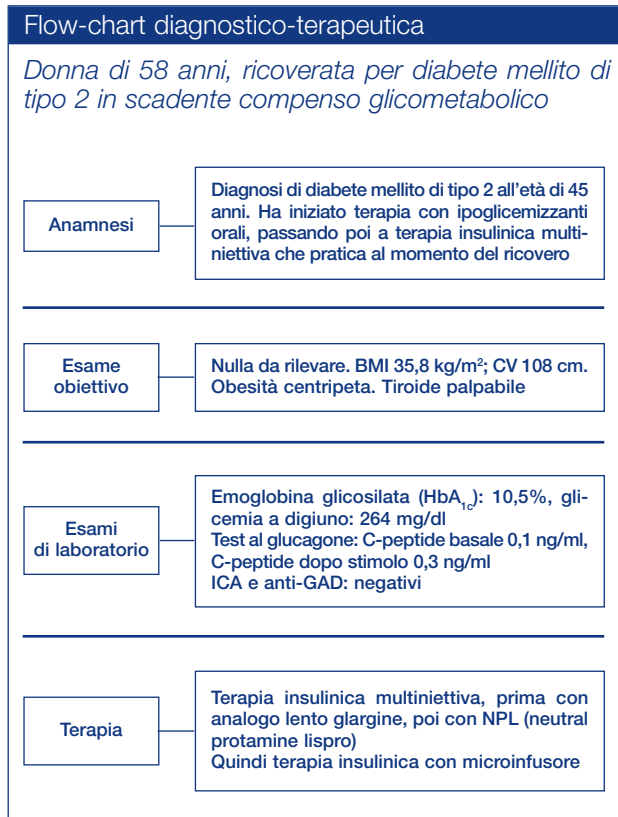 Flow-chart diagnostico-terapeutica
Donna di 58 anni, ricoverata per diabete mellito di
tipo 2 in scadente compenso glicometabolico
Anamnesi
Diagnosi di diabete mellito di tipo 2 all'età di 45
anni. Ha iniziato terapia con ipoglicemizzanti
orali, passando poi a terapia insulinica multi-
niettiva che pratica al momento del ricovero
Esame
obiettivo
Nulla da rilevare. BMI 35,8 kg/m²; CV 108 cm.
Obesità centripeta. Tiroide palpabile
Esami
di laboratorio
Emoglobina glicosilata (HbA1c): 10,5%, gli-
cemia a digiuno: 264 mg/dl
Test al glucagone: C-peptide basale 0,1 ng/ml,
C-peptide dopo stimolo 0,3 ng/ml
ICA e anti-GAD: negativi
Terapia
Terapia insulinica multiniettiva, prima con
analogo lento glargine, poi con NPL (neutral
protamine lispro)
Quindi terapia insulinica con microinfusore